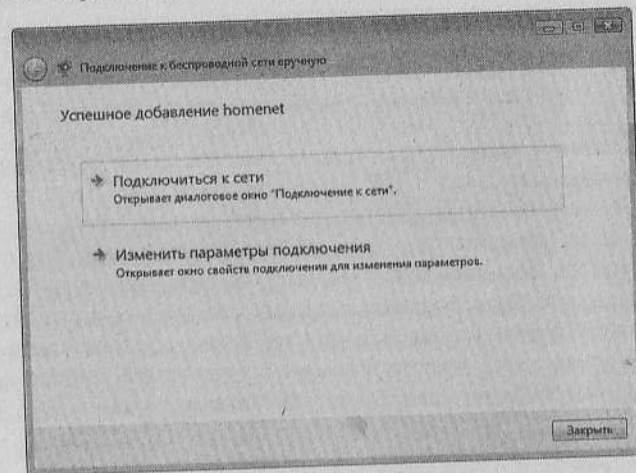 Подключение к беспроводной сети вручную
Успешное добавление homenet
Подключиться к сети
Открывает диалоговое окно "Подключение к сети".
Изменить параметры подключения
Открывает окно свойств подключения для изменения параметров.
Закрыть